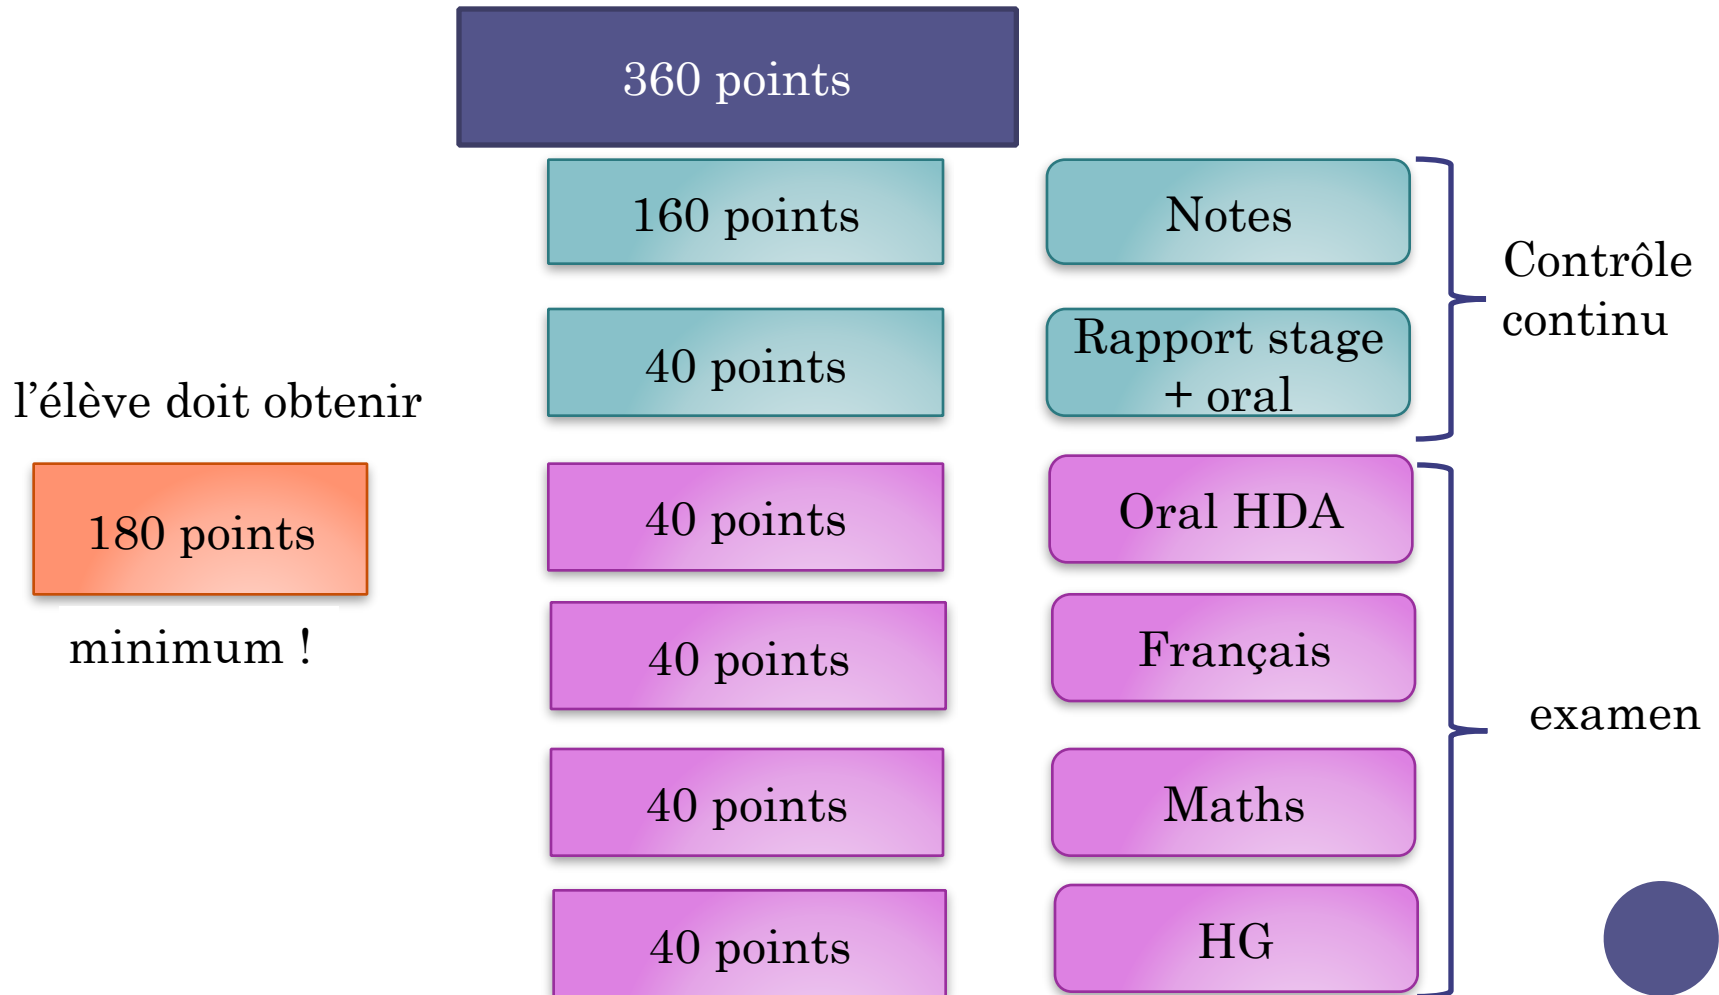 360 points
160 points
Notes
40 points
Rapport stage
+ oral
Contrôle
continu
l’élève doit obtenir
180 points
minimum !
40 points
Oral HDA
40 points
Français
40 points
Maths
40 points
HG
examen